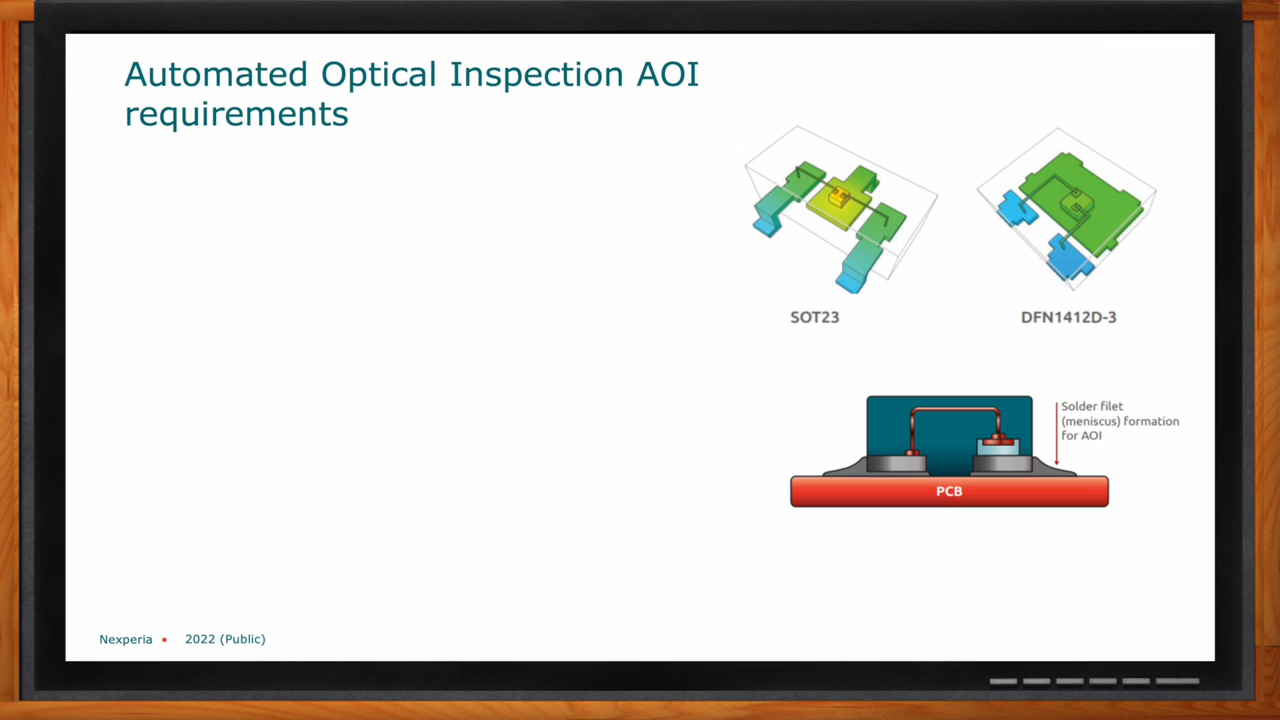 Automated Optical Inspection AOI
requirements
SOT23
DFN1412D-3
Solder filet
(meniscus) formation
for AOI
PCB
Nexperia • 2022 (Public)